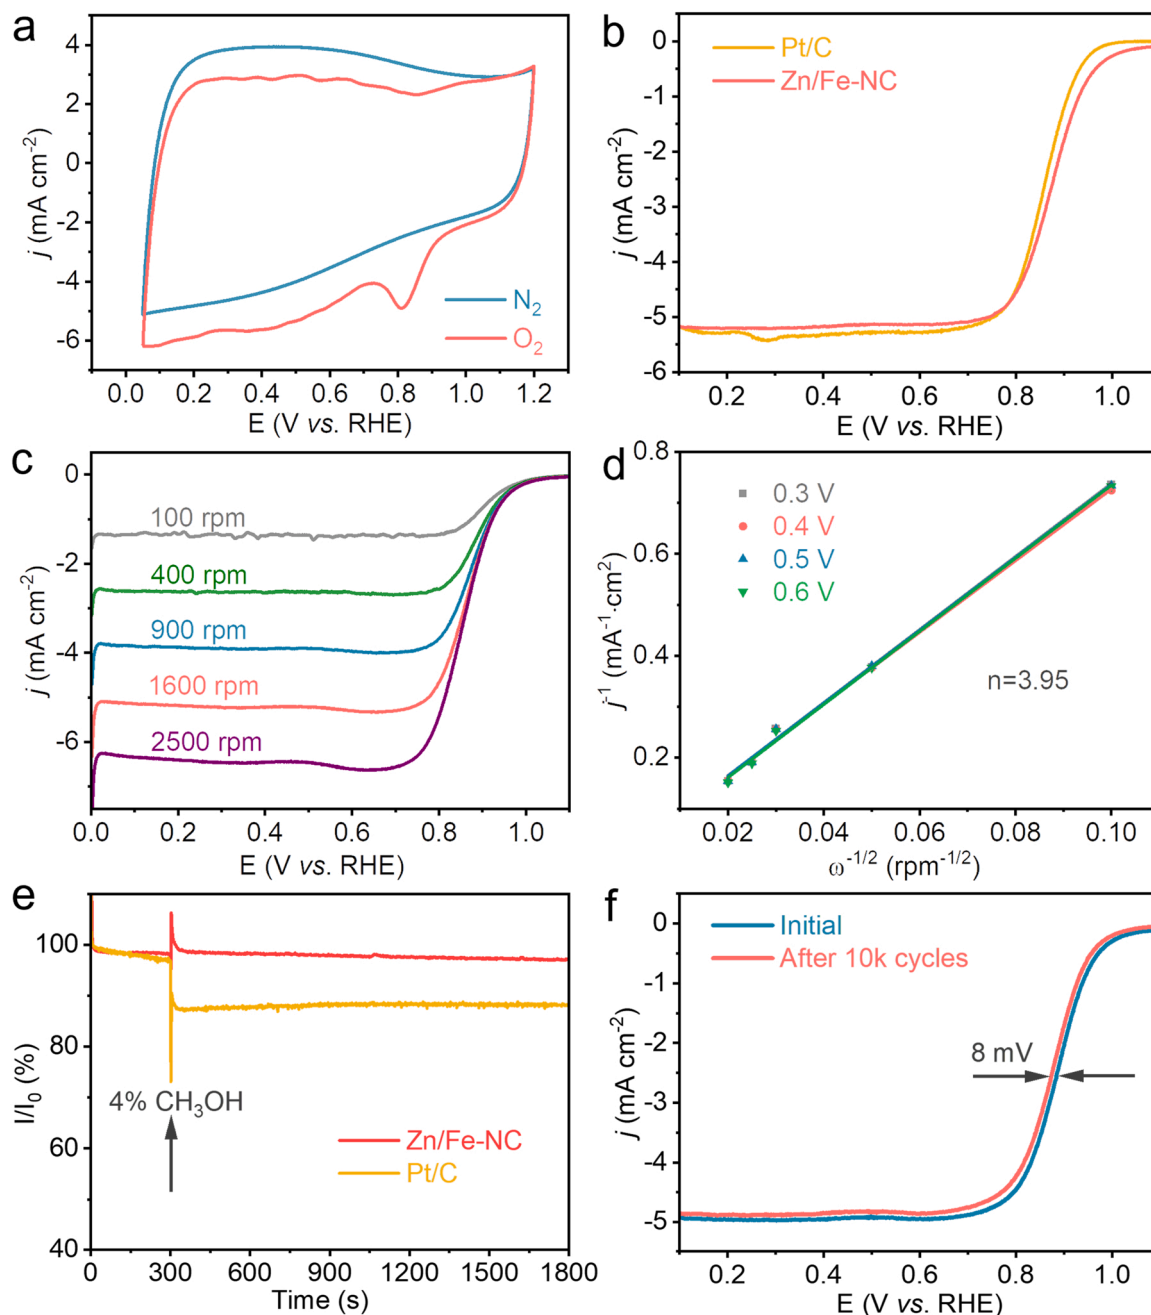 a
4
2
0
-2
-4
-6
j (mA cm⁻²)
N₂
O₂
0.0 0.2 0.4 0.6 0.8 1.0 1.2
E (V vs. RHE)
b
Pt/C
Zn/Fe-NC
0
-1
-2
-3
-4
-5
-6
j (mA cm⁻²)
0.2 0.4 0.6 0.8 1.0
E (V vs. RHE)
c
0
-2
-4
-6
j (mA cm⁻²)
100 rpm
400 rpm
900 rpm
1600 rpm
2500 rpm
0.0 0.2 0.4 0.6 0.8 1.0
E (V vs. RHE)
d
0.8
0.6
0.4
0.2
j⁻¹ (mA⁻¹·cm²)
0.3 V
0.4 V
0.5 V
0.6 V
n=3.95
0.02 0.04 0.06 0.08 0.10
ω⁻¹/² (rpm⁻¹/²)
e
100
80
60
40
I/I₀ (%)
4% CH₃OH
Zn/Fe-NC
Pt/C
0 300 600 900 1200 1500 1800
Time (s)
f
Initial
After 10k cycles
8 mV
0
-1
-2
-3
-4
-5
j (mA cm⁻²)
0.2 0.4 0.6 0.8 1.0
E (V vs. RHE)